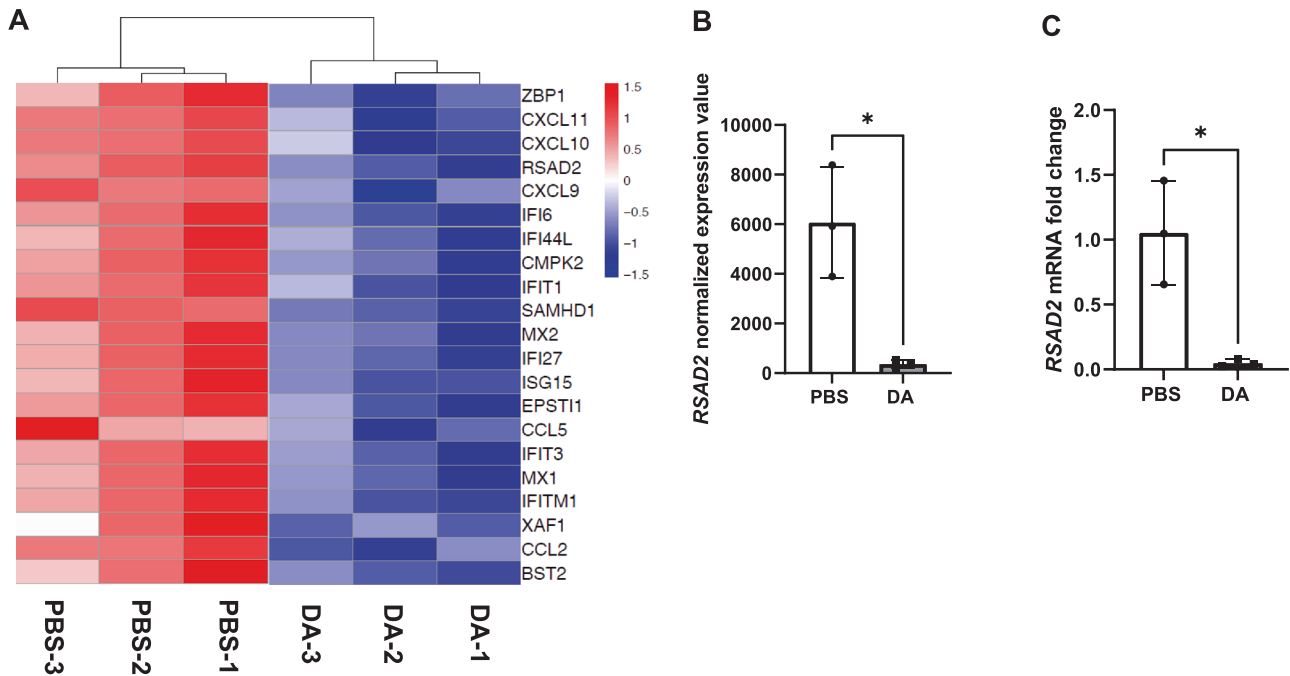 A
ZBP1
CXCL11
CXCL10
RSAD2
CXCL9
IFI6
IFI44L
CMPK2
IFIT1
SAMHD1
MX2
IFI27
ISG15
EPSTI1
CCL5
IFIT3
MX1
IFITM1
XAF1
CCL2
BST2
1.5
1
0.5
0
−0.5
−1
−1.5
PBS-3
PBS-2
PBS-1
DA-3
DA-2
DA-1
B
RSAD2 normalized expression value
10000
8000
6000
4000
2000
0
*
PBS
DA
C
RSAD2 mRNA fold change
2.0
1.5
1.0
0.5
0.0
*
PBS
DA